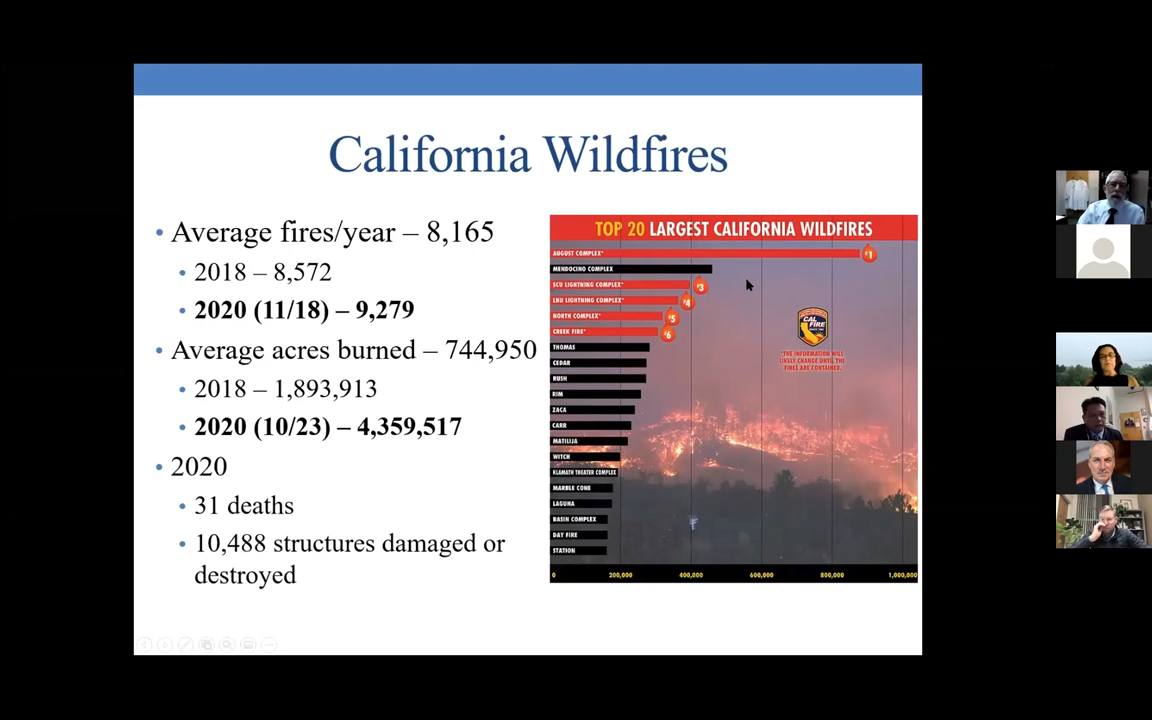 California Wildfires
• Average fires/year – 8,165
• 2018 – 8,572
• 2020 (11/18) – 9,279
• Average acres burned – 744,950
• 2018 – 1,893,913
• 2020 (10/23) – 4,359,517
• 2020
• 31 deaths
• 10,488 structures damaged or
destroyed
TOP 20 LARGEST CALIFORNIA WILDFIRES
AUGUST COMPLEX*
#1
MENDOCINO COMPLEX
SCU LIGHTNING COMPLEX*
#3
LNU LIGHTNING COMPLEX*
#4
NORTH COMPLEX*
#5
CREEK FIRE*
#6
THOMAS
CEDAR
RUSH
RIM
ZACA
CARR
MATILIJA
WITCH
KLAMATH THEATER COMPLEX
MARBLE CONE
LAGUNA
BASIN COMPLEX
DAY FIRE
STATION
CAL
FIRE
*THE INFORMATION WILL
LIKELY CHANGE UNTIL THE
FIRES ARE CONTAINED.
0 200,000 400,000 600,000 800,000 1,000,000